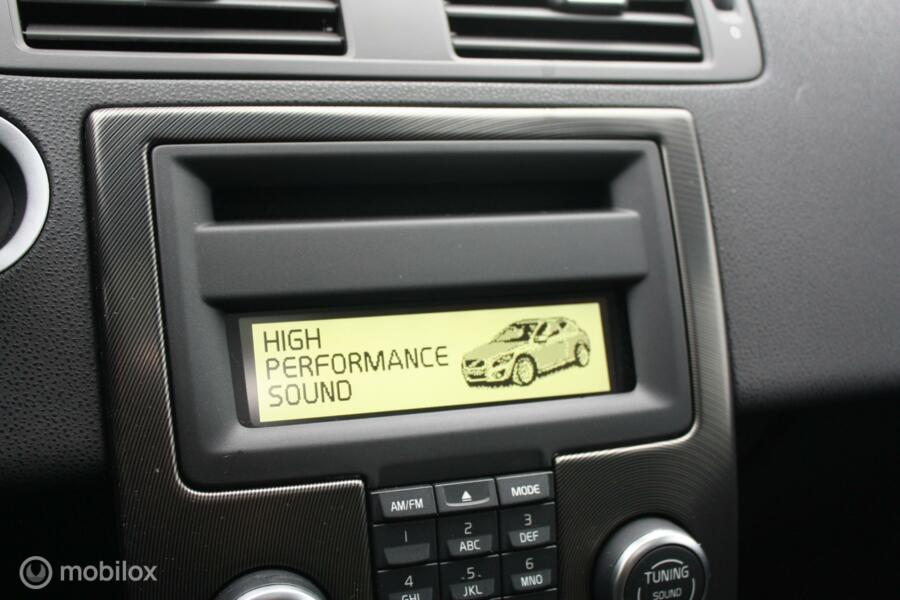 HIGH
PERFORMANCE
SOUND
AM/FM
MODE
1
2
ABC
3
DEF
4
GHI
5
JKL
6
MNO
TUNING
SOUND
mobilox